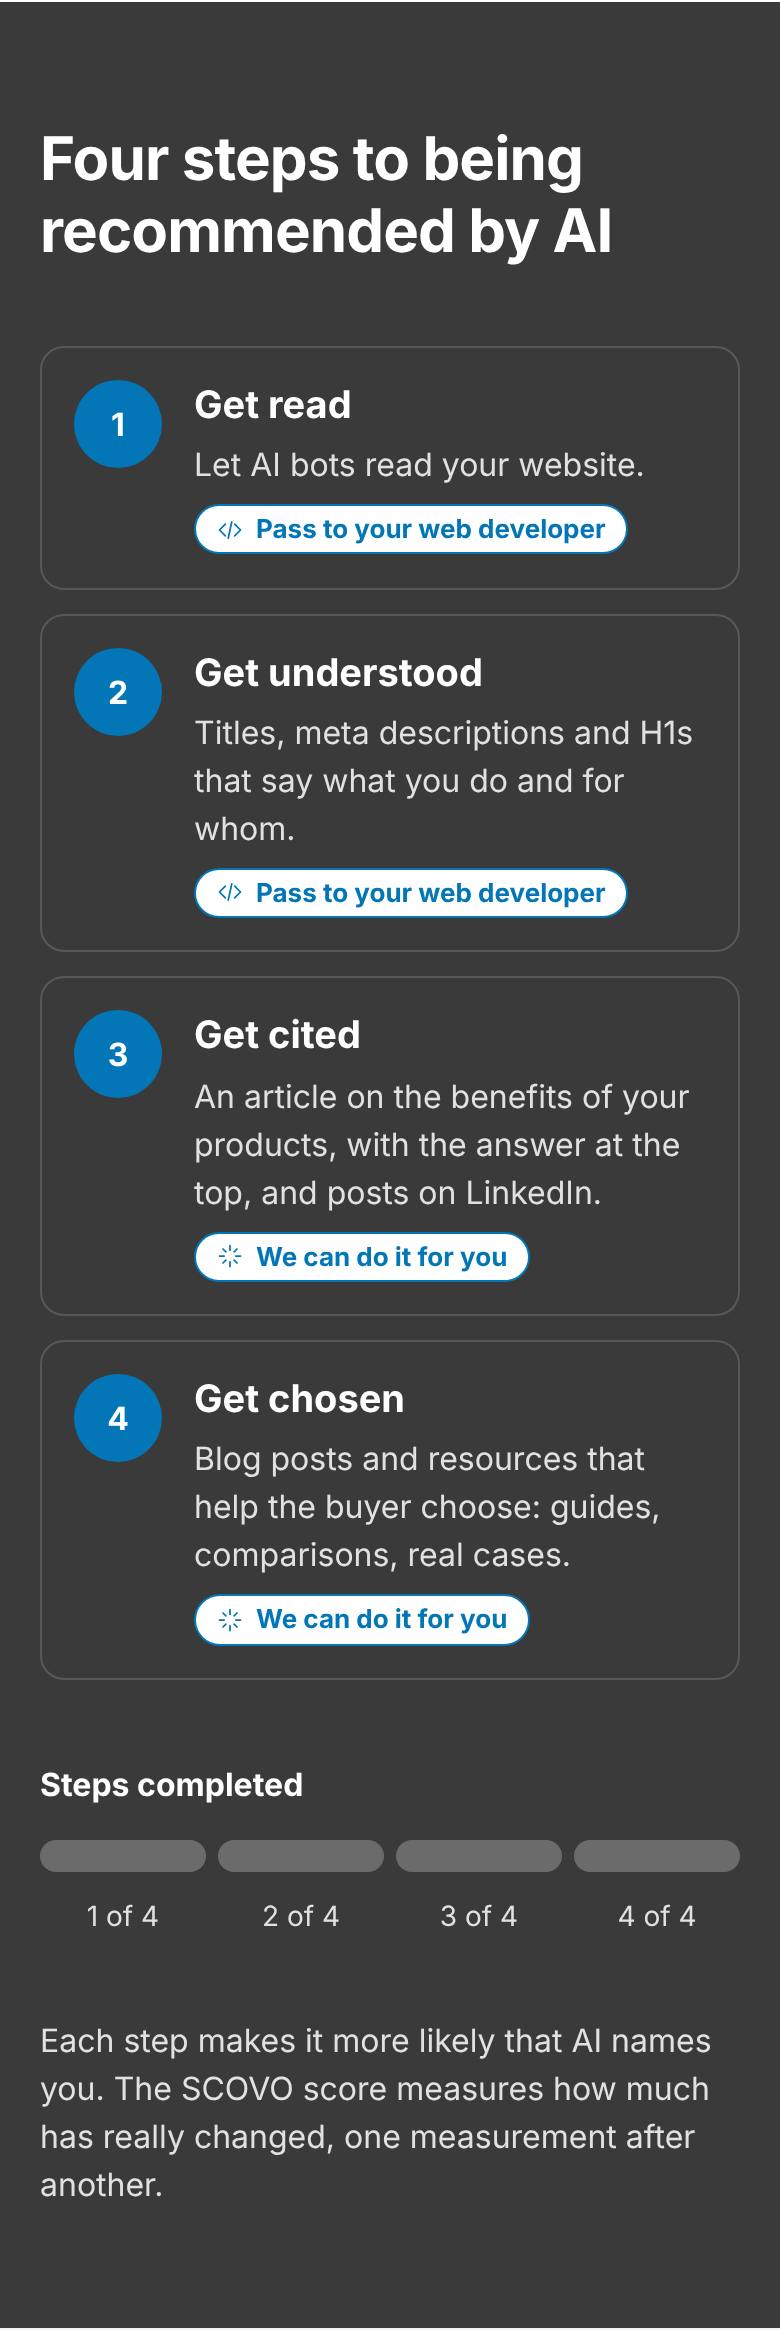 Four steps to being
recommended by AI
1
Get read
Let AI bots read your website.
Pass to your web developer
2
Get understood
Titles, meta descriptions and H1s
that say what you do and for
whom.
Pass to your web developer
3
Get cited
An article on the benefits of your
products, with the answer at the
top, and posts on LinkedIn.
We can do it for you
4
Get chosen
Blog posts and resources that
help the buyer choose: guides,
comparisons, real cases.
We can do it for you
Steps completed
1 of 4 2 of 4 3 of 4 4 of 4
Each step makes it more likely that AI names
you. The SCOVO score measures how much
has really changed, one measurement after
another.